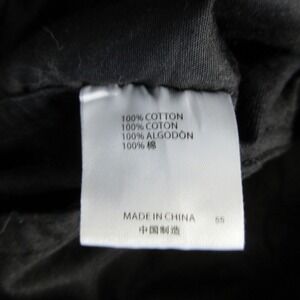 100% COTTON
100% COTON
100% ALGODÓN
100% 棉
MADE IN CHINA 55
中国制造